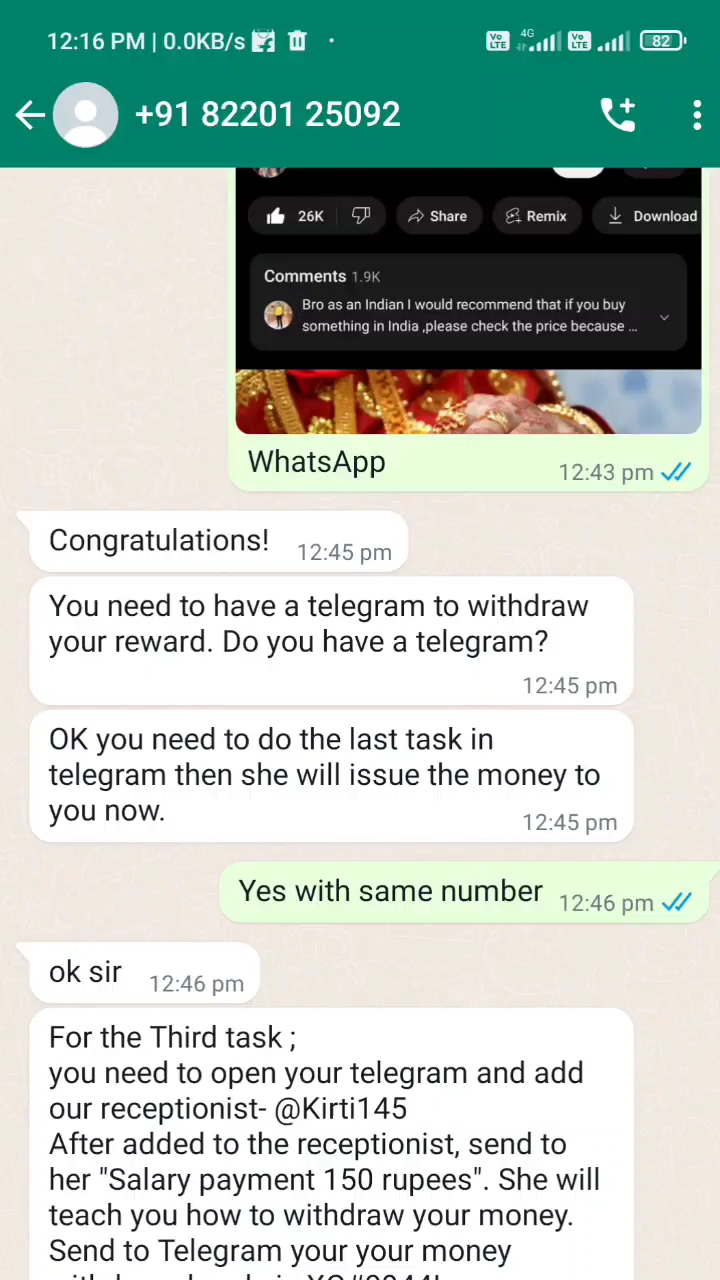 12:16 PM | 0.0KB/s
Vo LTE 4G Vo LTE 82
+91 82201 25092
26K Share Remix Download
Comments 1.9K
Bro as an Indian I would recommend that if you buy
something in India ,please check the price because ...
WhatsApp 12:43 pm
Congratulations! 12:45 pm
You need to have a telegram to withdraw
your reward. Do you have a telegram?
12:45 pm
OK you need to do the last task in
telegram then she will issue the money to
you now. 12:45 pm
Yes with same number 12:46 pm
ok sir 12:46 pm
For the Third task ;
you need to open your telegram and add
our receptionist- @Kirti145
After added to the receptionist, send to
her "Salary payment 150 rupees". She will
teach you how to withdraw your money.
Send to Telegram your your money